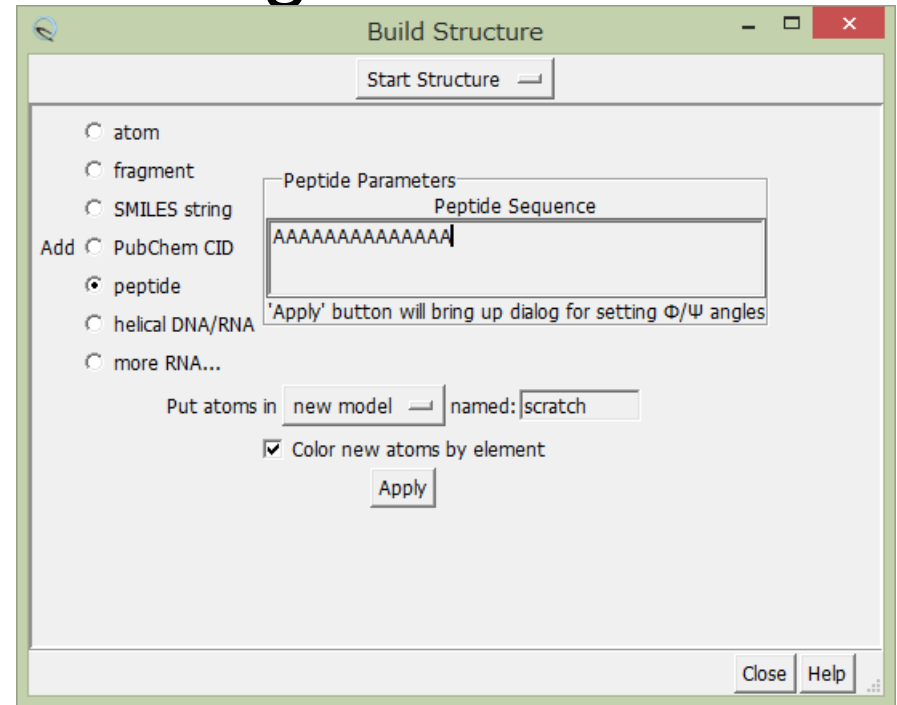 Build Structure
Start Structure
atom
fragment
SMILES string
Add PubChem CID
peptide
helical DNA/RNA
more RNA...
Peptide Parameters
Peptide Sequence
AAAAAAAAAAAAAA
'Apply' button will bring up dialog for setting Φ/Ψ angles
Put atoms in new model named: scratch
Color new atoms by element
Apply
Close Help